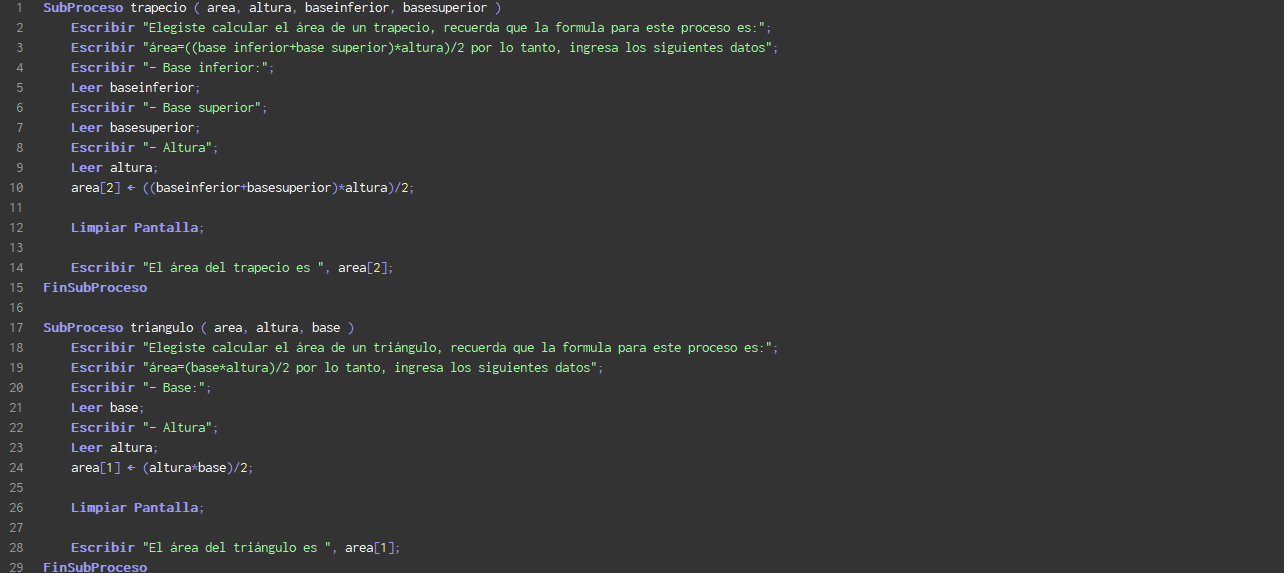 1 SubProceso trapecio ( area, altura, baseinferior, basesuperior )
2 Escribir "Elegiste calcular el área de un trapecio, recuerda que la formula para este proceso es:";
3 Escribir "área=((base inferior+base superior)*altura)/2 por lo tanto, ingresa los siguientes datos";
4 Escribir "- Base inferior:";
5 Leer baseinferior;
6 Escribir "- Base superior";
7 Leer basesuperior;
8 Escribir "- Altura";
9 Leer altura;
10 area[2] ← ((baseinferior+basesuperior)*altura)/2;
11
12 Limpiar Pantalla;
13
14 Escribir "El área del trapecio es ", area[2];
15 FinSubProceso
16
17 SubProceso triangulo ( area, altura, base )
18 Escribir "Elegiste calcular el área de un triángulo, recuerda que la formula para este proceso es:";
19 Escribir "área=(base*altura)/2 por lo tanto, ingresa los siguientes datos";
20 Escribir "- Base:";
21 Leer base;
22 Escribir "- Altura";
23 Leer altura;
24 area[1] ← (altura*base)/2;
25
26 Limpiar Pantalla;
27
28 Escribir "El área del triángulo es ", area[1];
29 FinSubProceso